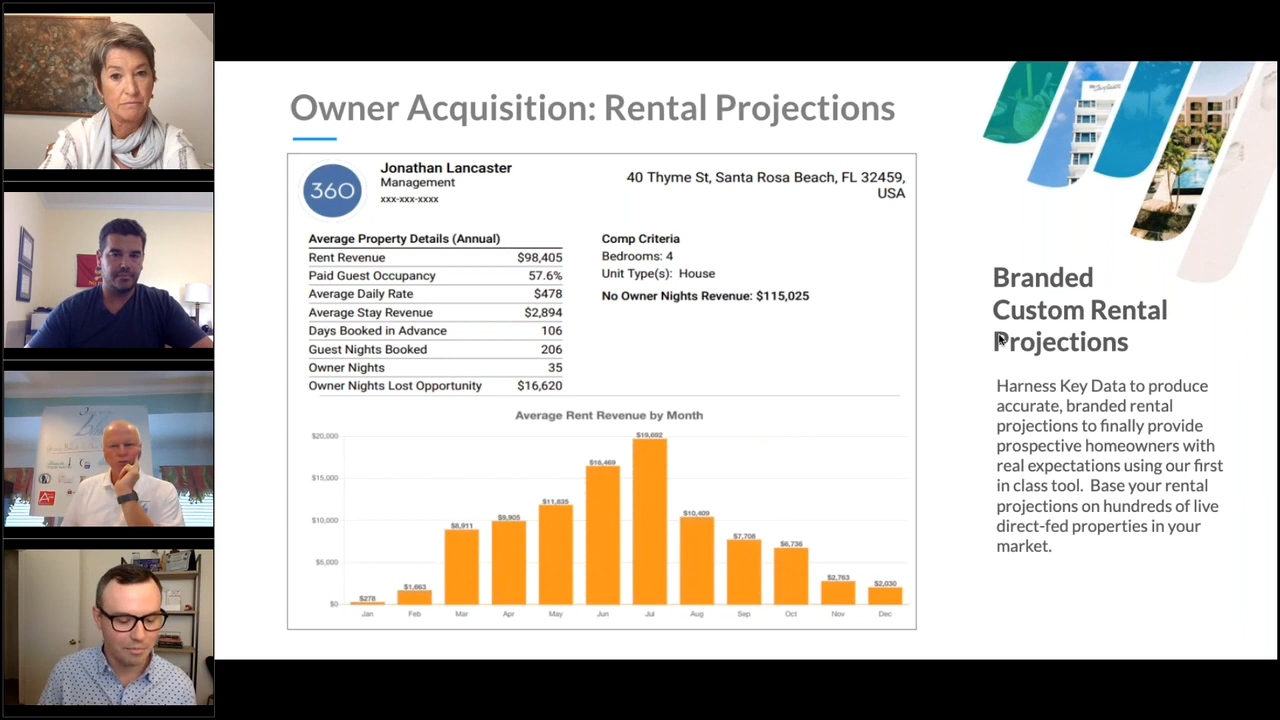 Owner Acquisition: Rental Projections
360
Jonathan Lancaster
Management
xxx-xxx-xxxx
40 Thyme St, Santa Rosa Beach, FL 32459,
USA
Average Property Details (Annual)
Rent Revenue $98,405
Paid Guest Occupancy 57.6%
Average Daily Rate $478
Average Stay Revenue $2,894
Days Booked in Advance 106
Guest Nights Booked 206
Owner Nights 35
Owner Nights Lost Opportunity $16,620
Comp Criteria
Bedrooms: 4
Unit Type(s): House
No Owner Nights Revenue: $115,025
Average Rent Revenue by Month
$20,000
$15,000
$10,000
$5,000
$0
$278
$1,663
$8,911
$9,905
$11,835
$16,469
$19,692
$10,409
$7,708
$6,736
$2,763
$2,030
Jan Feb Mar Apr May Jun Jul Aug Sep Oct Nov Dec
Branded
Custom Rental
Projections
Harness Key Data to produce
accurate, branded rental
projections to finally provide
prospective homeowners with
real expectations using our first
in class tool. Base your rental
projections on hundreds of live
direct-fed properties in your
market.